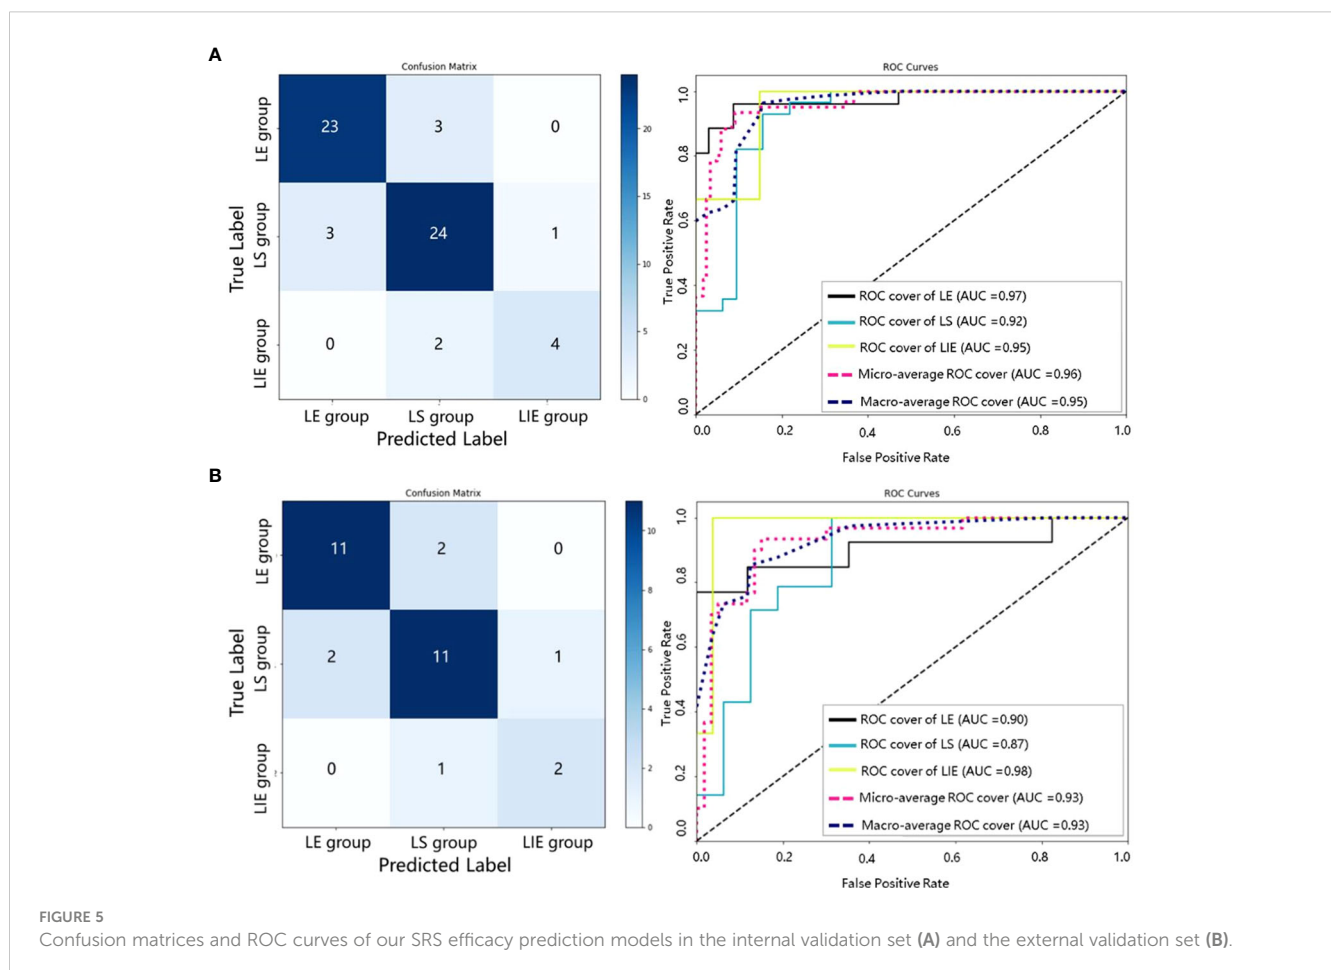 A
Confusion Matrix
True Label
LE group
LS group
LIE group
23 3 0
3 24 1
0 2 4
LE group LS group LIE group
Predicted Label
20
15
10
5
0
ROC Curves
True Positive Rate
1.0
0.8
0.6
0.4
0.2
0.0
ROC cover of LE (AUC =0.97)
ROC cover of LS (AUC =0.92)
ROC cover of LIE (AUC =0.95)
Micro-average ROC cover (AUC =0.96)
Macro-average ROC cover (AUC =0.95)
0.0 0.2 0.4 0.6 0.8 1.0
False Positive Rate
B
Confusion Matrix
True Label
LE group
LS group
LIE group
11 2 0
2 11 1
0 1 2
LE group LS group LIE group
Predicted Label
10
8
6
4
2
0
ROC Curves
True Positive Rate
1.0
0.8
0.6
0.4
0.2
0.0
ROC cover of LE (AUC =0.90)
ROC cover of LS (AUC =0.87)
ROC cover of LIE (AUC =0.98)
Micro-average ROC cover (AUC =0.93)
Macro-average ROC cover (AUC =0.93)
0.0 0.2 0.4 0.6 0.8 1.0
False Positive Rate
FIGURE 5
Confusion matrices and ROC curves of our SRS efficacy prediction models in the internal validation set (A) and the external validation set (B).